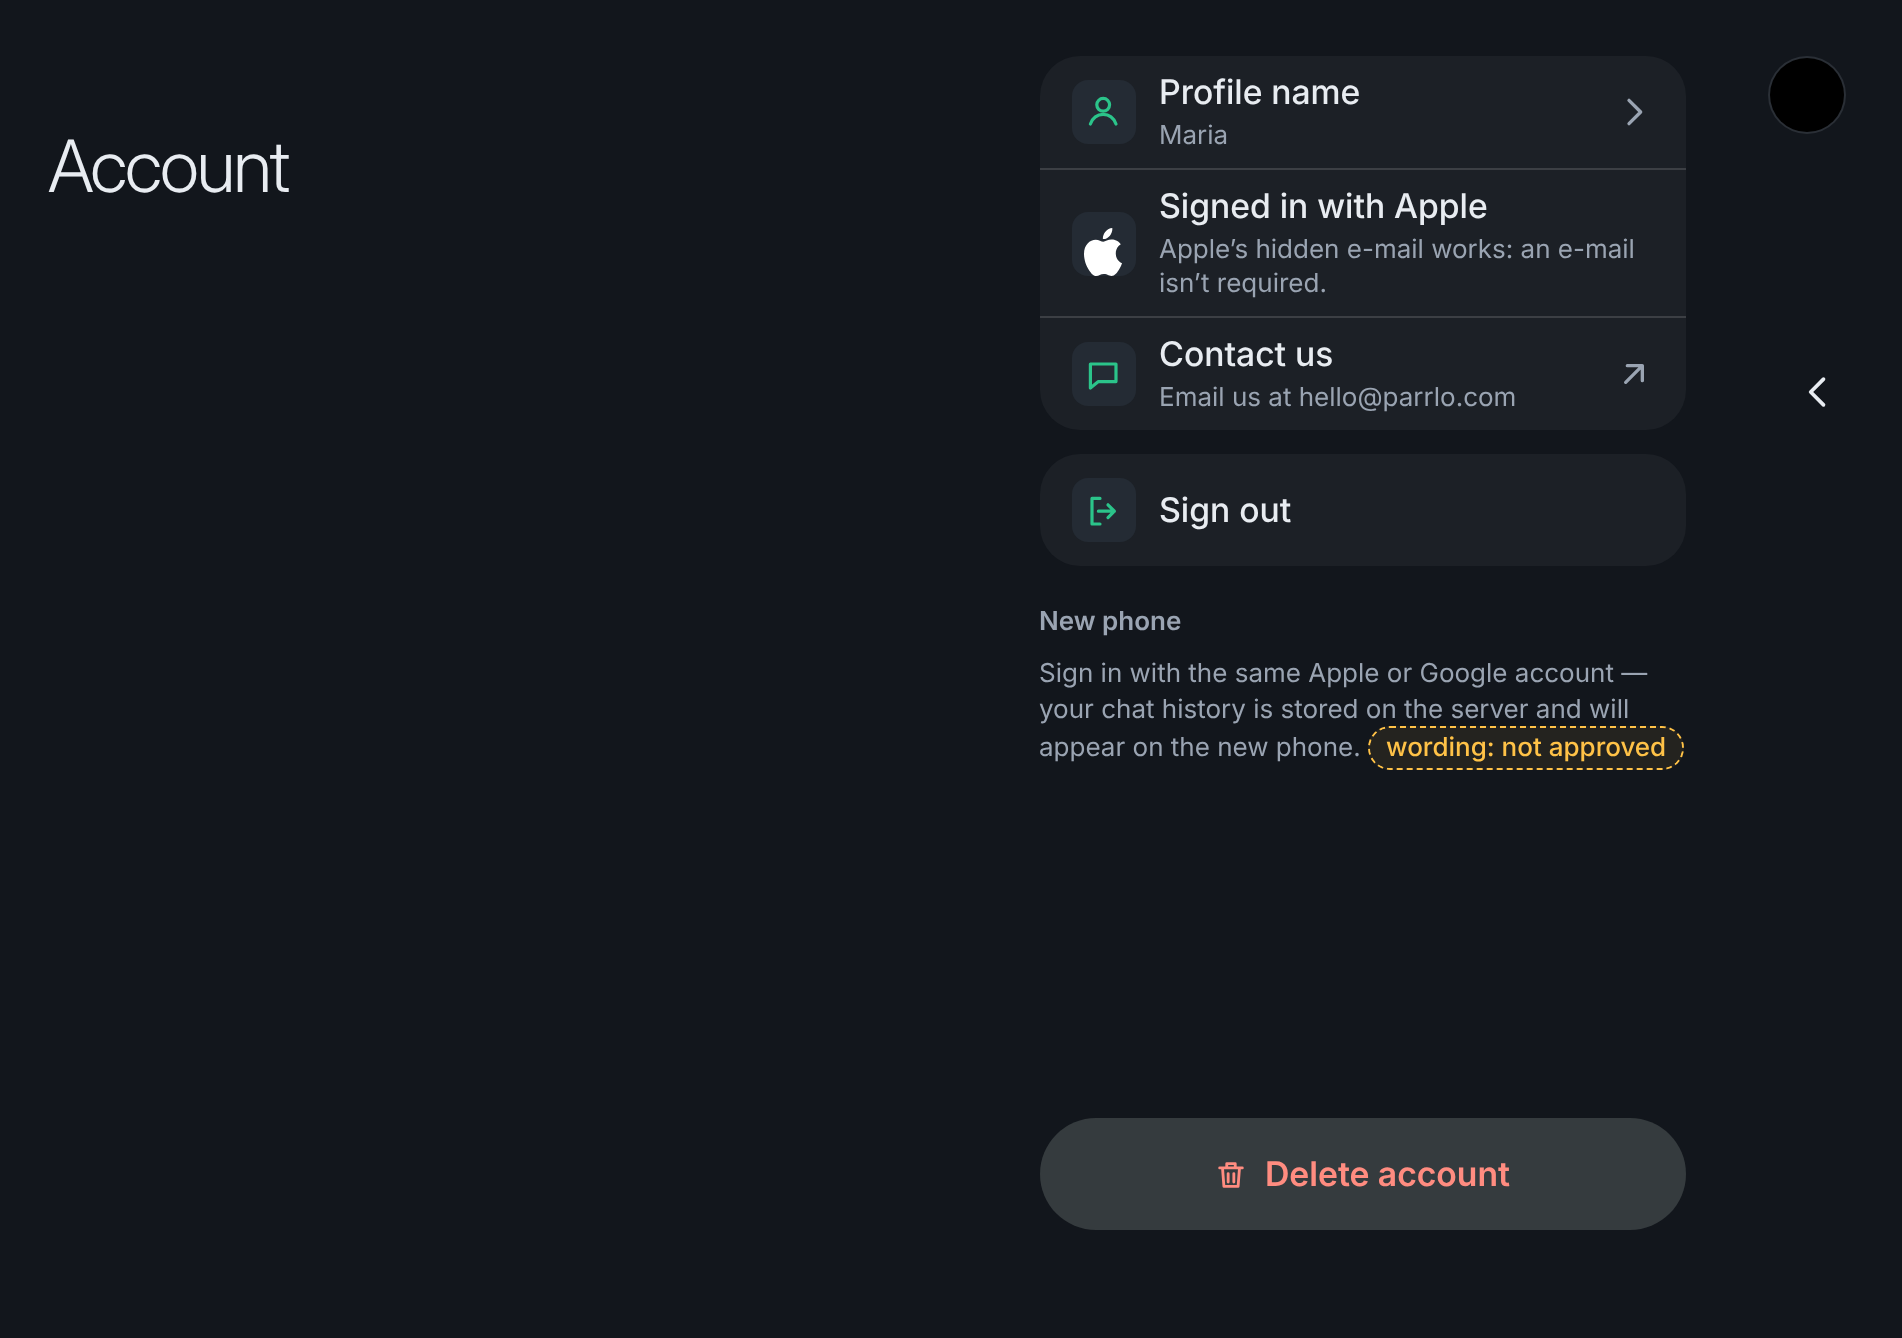 Account
Profile name
Maria
Signed in with Apple
Apple’s hidden e-mail works: an e-mail
isn’t required.
Contact us
Email us at hello@parrlo.com
Sign out
New phone
Sign in with the same Apple or Google account —
your chat history is stored on the server and will
appear on the new phone. wording: not approved
Delete account